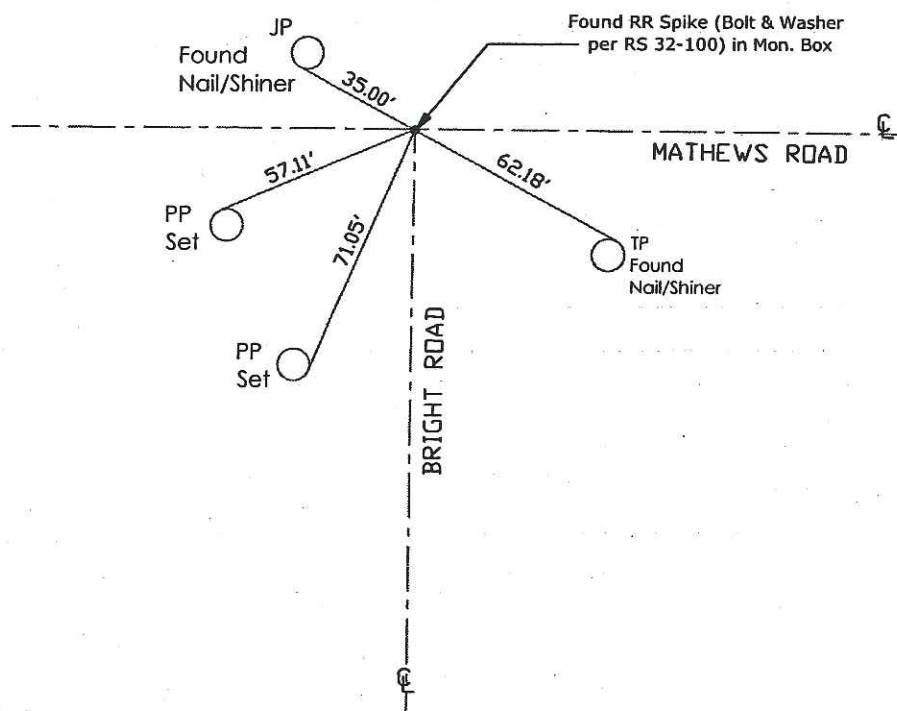 JP
Found
Nail/Shiner
Found RR Spike (Bolt & Washer
per RS 32-100) in Mon. Box
35.00'
℄
MATHEWS ROAD
57.11'
62.18'
PP
Set
71.05'
TP
Found
Nail/Shiner
PP
Set
BRIGHT ROAD
℄